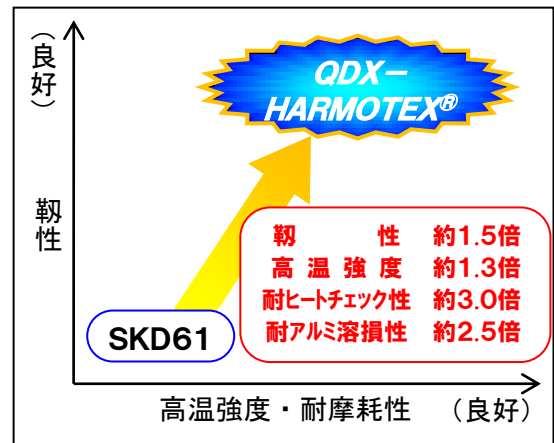 （良好）
靱性
QDX－
HARMOTEX®
靱性 約1.5倍
高温強度 約1.3倍
耐ヒートチェック性 約3.0倍
耐アルミ溶損性 約2.5倍
SKD61
高温強度・耐摩耗性 （良好）